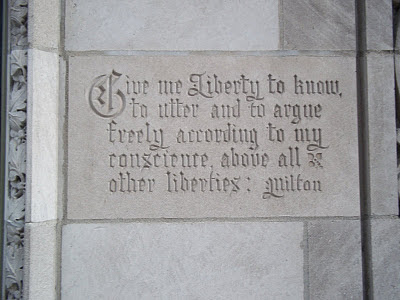 Give me Liberty to know,
to utter and to argue
freely according to my
conscience, above all
other liberties: Milton